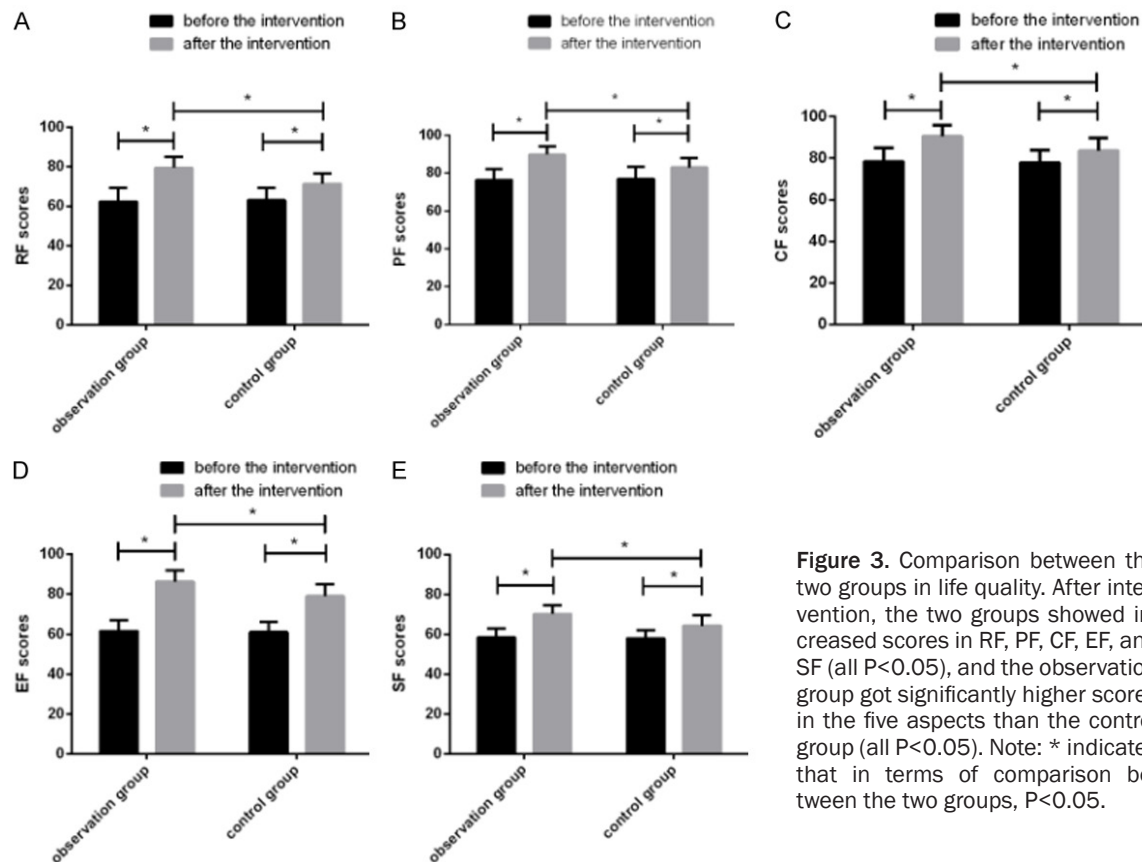 A
before the intervention
after the intervention
*
*
*
100
80
60
40
20
0
RF scores
observation group
control group
B
before the intervention
after the intervention
*
*
*
100
80
60
40
20
0
PF scores
observation group
control group
C
before the intervention
after the intervention
*
*
*
100
80
60
40
20
0
CF scores
observation group
control group
D
before the intervention
after the intervention
*
*
*
100
80
60
40
20
0
EF scores
observation group
control group
E
before the intervention
after the intervention
*
*
*
100
80
60
40
20
0
SF scores
observation group
control group
Figure 3. Comparison between th
two groups in life quality. After inte
vention, the two groups showed in
creased scores in RF, PF, CF, EF, an
SF (all P<0.05), and the observatio
group got significantly higher score
in the five aspects than the contro
group (all P<0.05). Note: * indicate
that in terms of comparison be
tween the two groups, P<0.05.